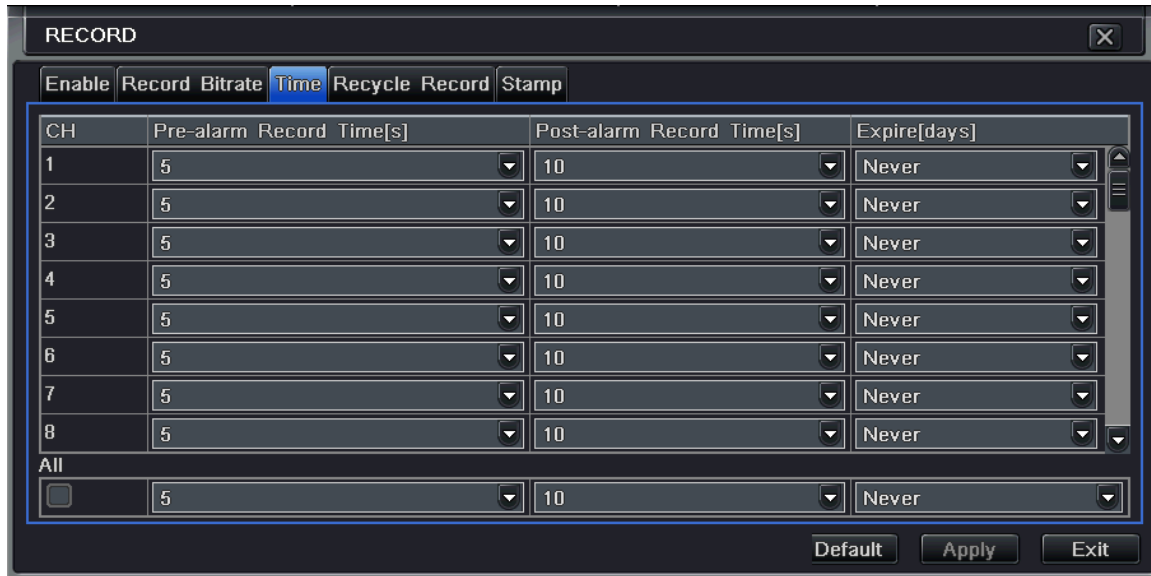 RECORD
Enable Record Bitrate Time Recycle Record Stamp
CH Pre-alarm Record Time[s] Post-alarm Record Time[s] Expire[days]
1 5 10 Never
2 5 10 Never
3 5 10 Never
4 5 10 Never
5 5 10 Never
6 5 10 Never
7 5 10 Never
8 5 10 Never
All
5 10 Never
Default Apply Exit